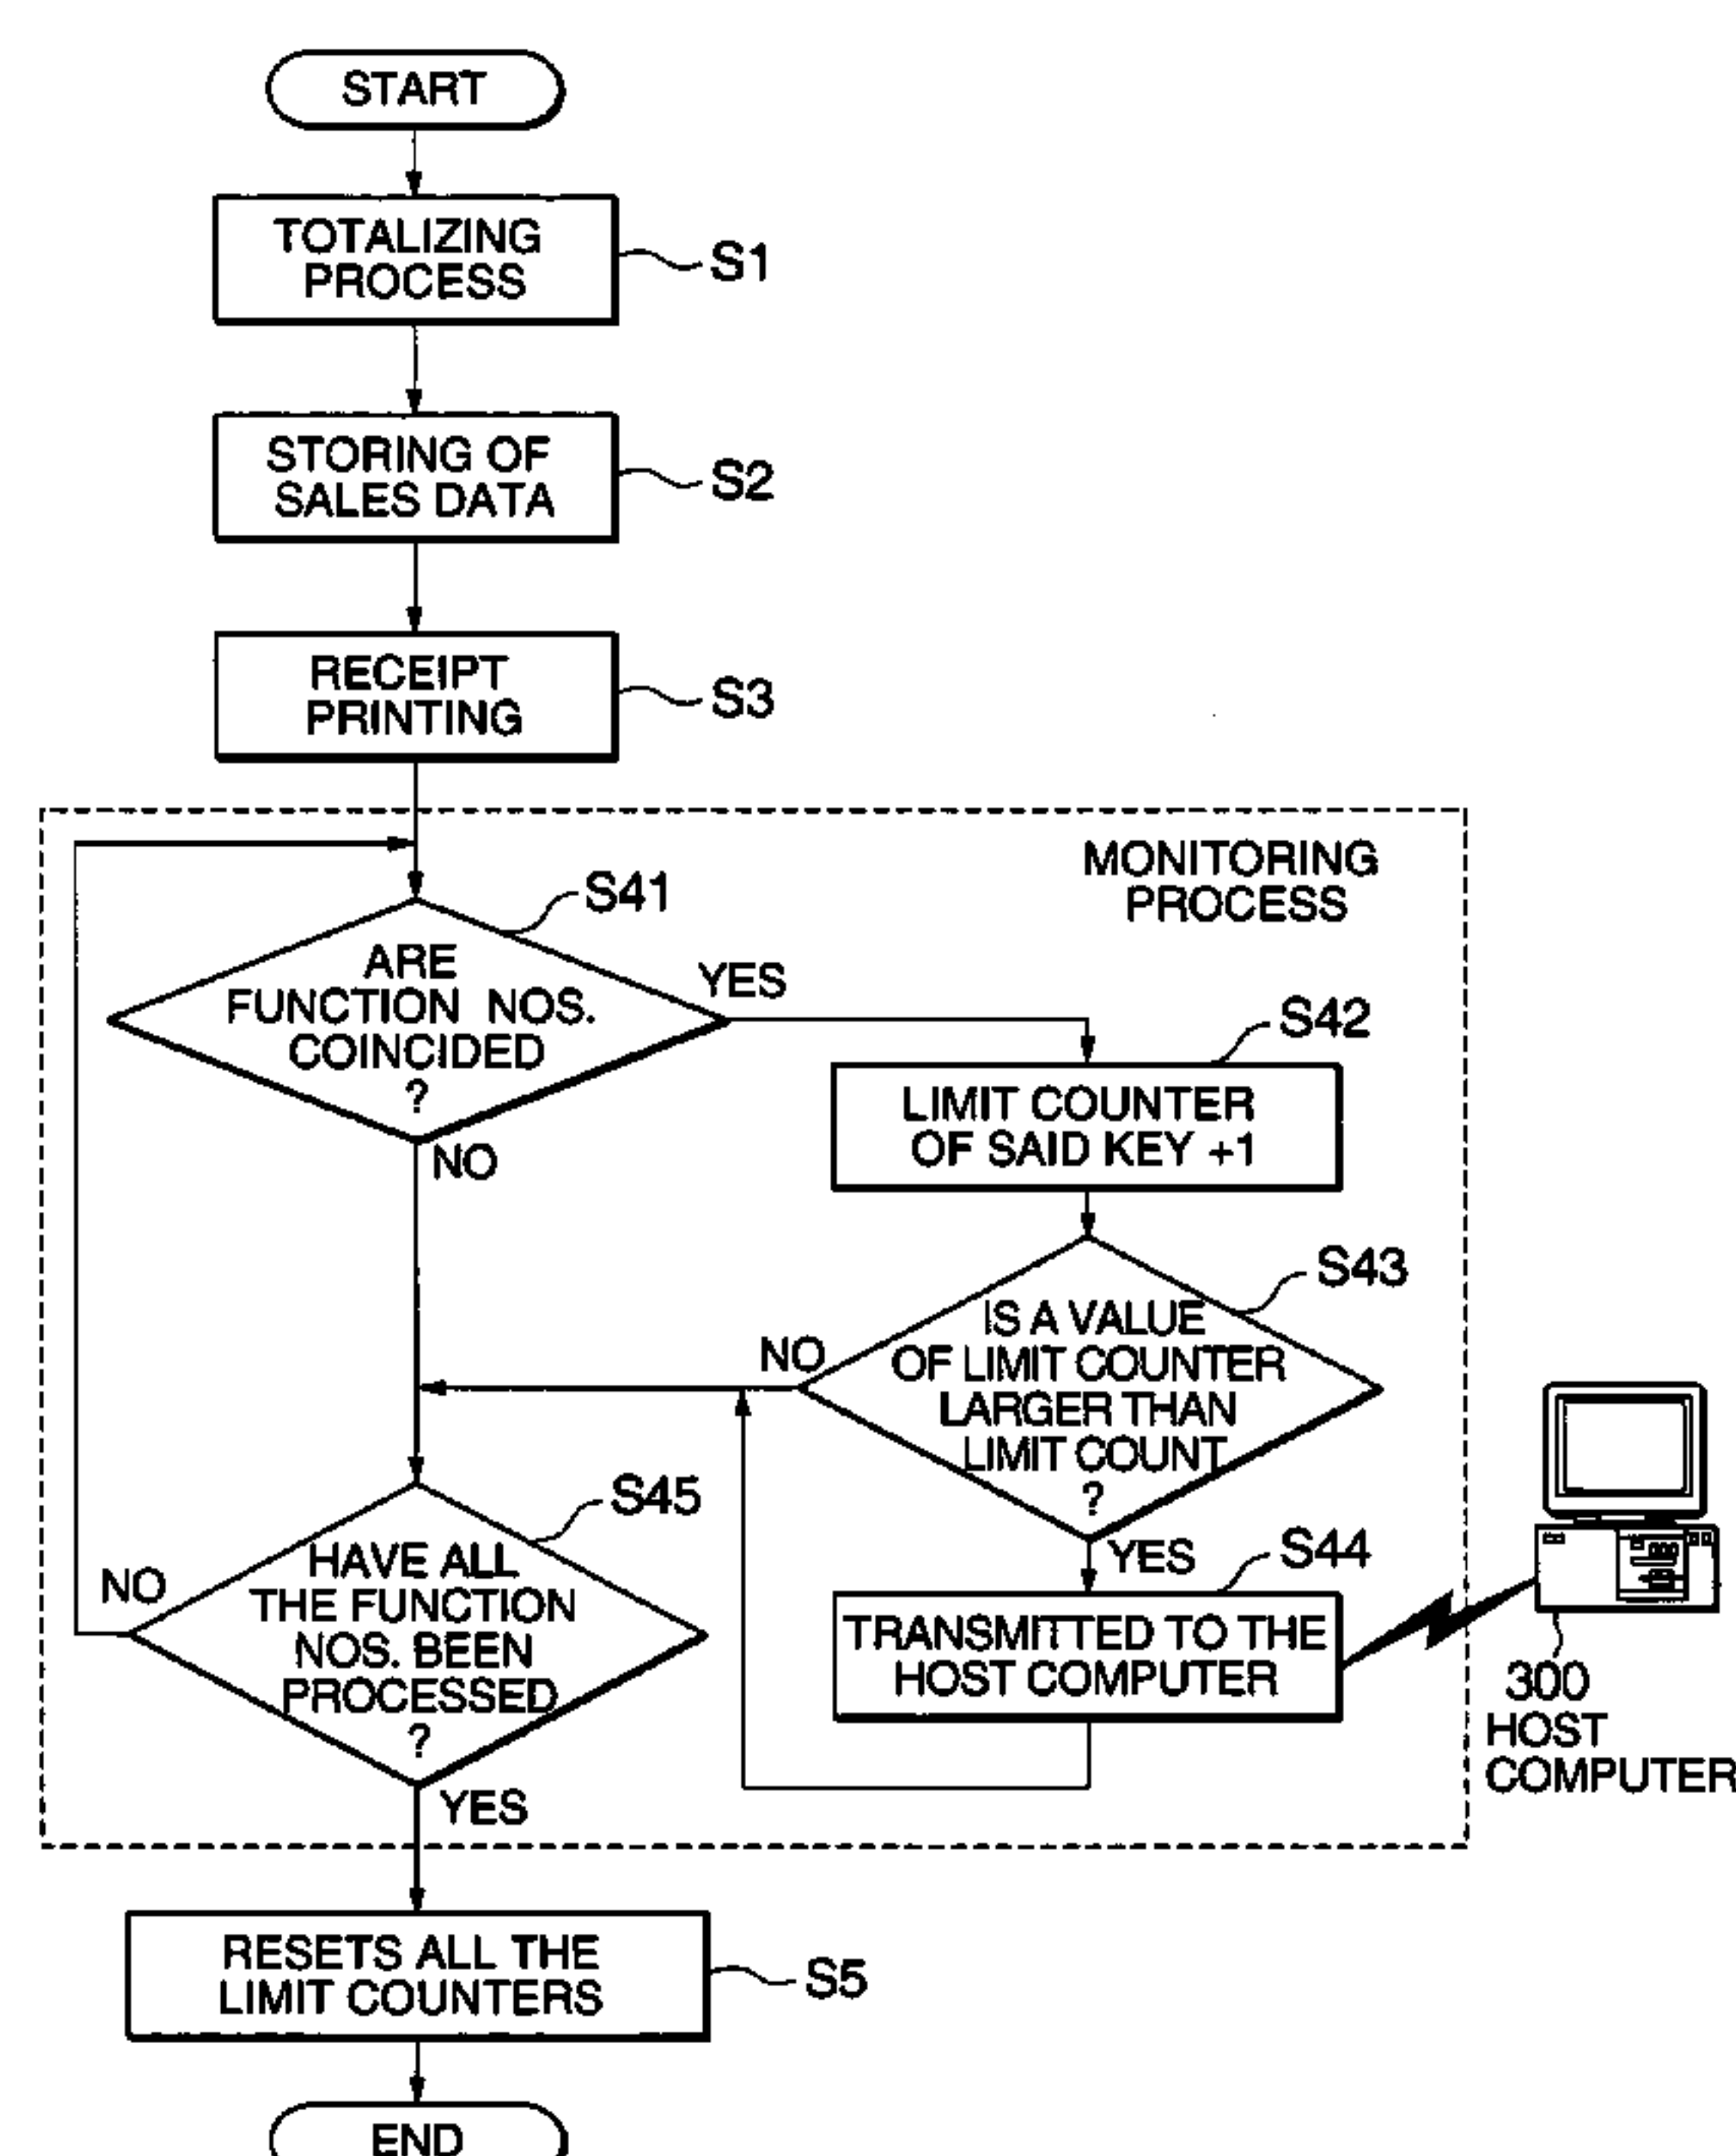 START
TOTALIZING
PROCESS
S1
STORING OF
SALES DATA
S2
RECEIPT
PRINTING
S3
MONITORING
PROCESS
S41
ARE
FUNCTION NOS.
COINCIDED
?
YES
NO
S42
LIMIT COUNTER
OF SAID KEY +1
S43
IS A VALUE
OF LIMIT COUNTER
LARGER THAN
LIMIT COUNT
?
NO
YES
S44
TRANSMITTED TO THE
HOST COMPUTER
300
HOST
COMPUTER
S45
HAVE ALL
THE FUNCTION
NOS. BEEN
PROCESSED
?
NO
YES
RESETS ALL THE
LIMIT COUNTERS
S5
END